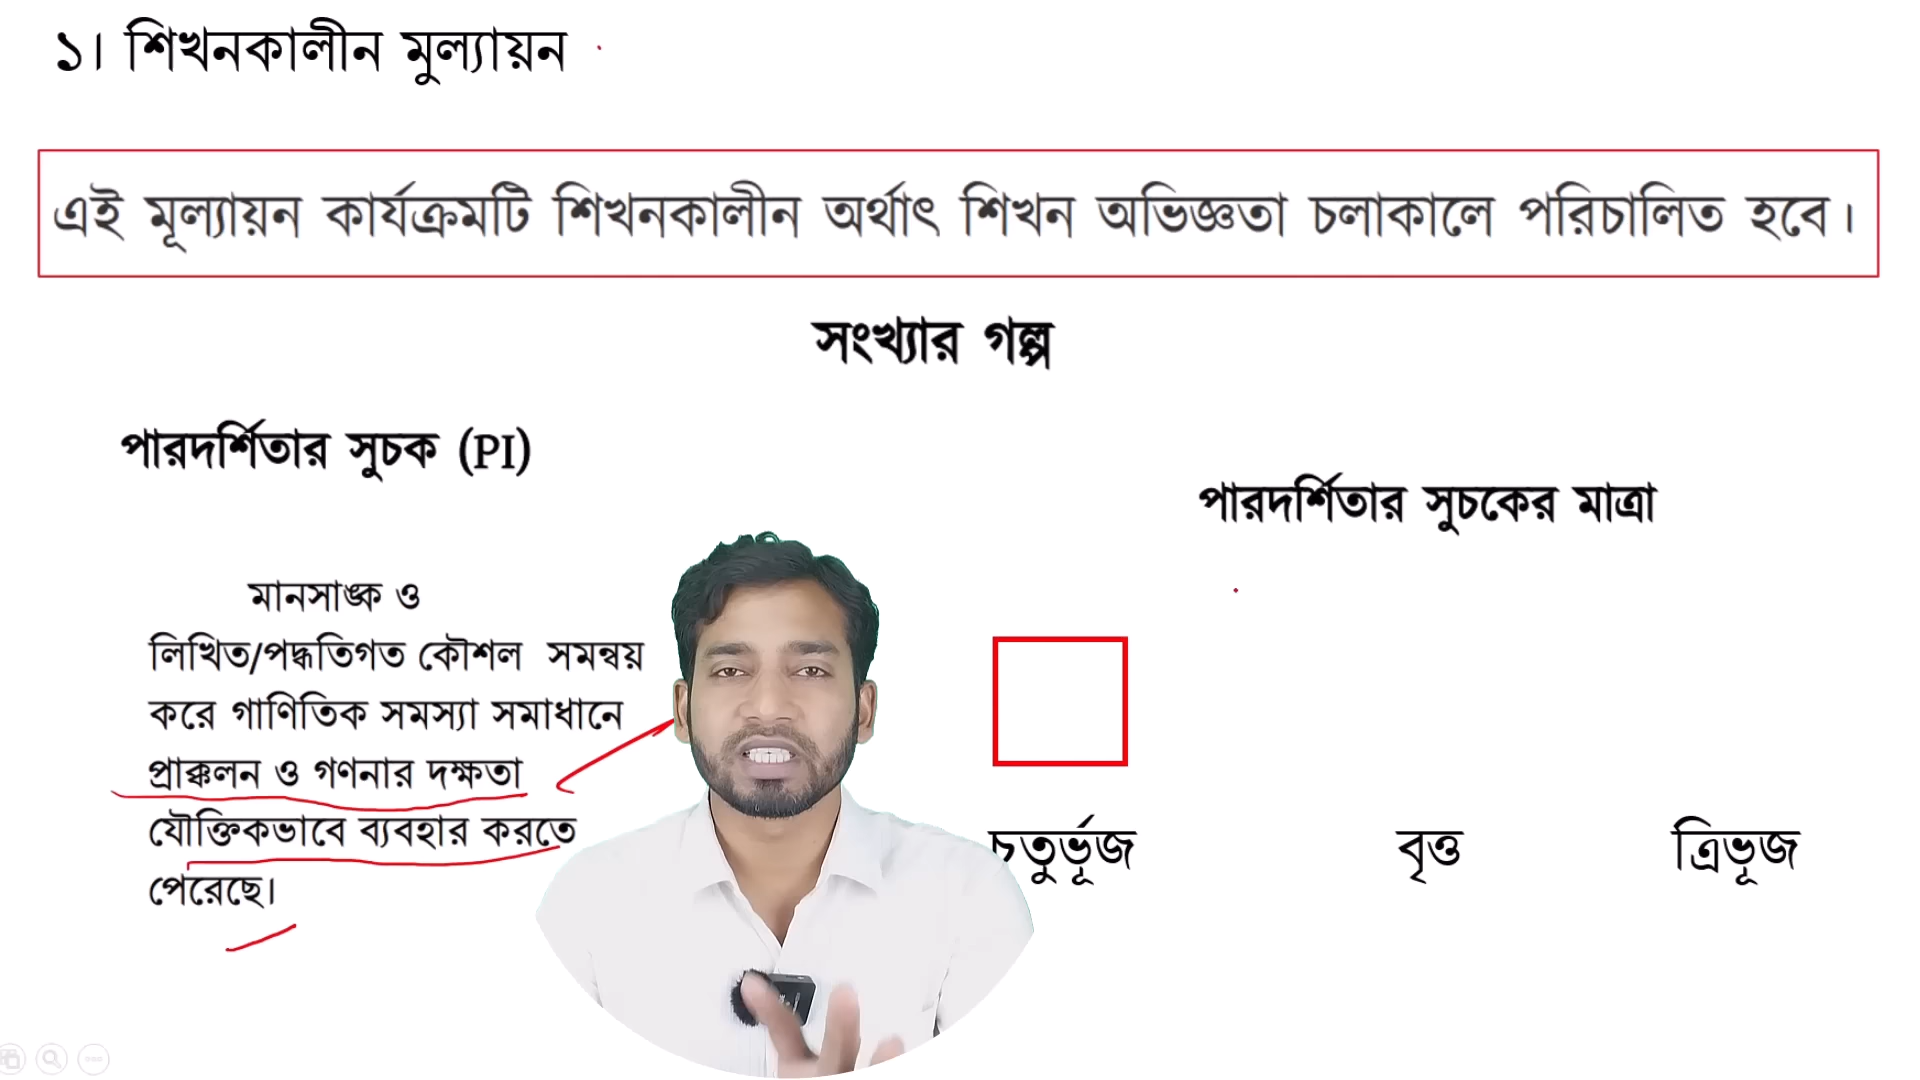 ১। শিখনকালীন মুল্যায়ন
এই মূল্যায়ন কার্যক্রমটি শিখনকালীন অর্থাৎ শিখন অভিজ্ঞতা চলাকালে পরিচালিত হবে।
সংখ্যার গল্প
পারদর্শিতার সুচক (PI)
পারদর্শিতার সুচকের মাত্রা
মানসাঙ্ক ও
লিখিত/পদ্ধতিগত কৌশল সমন্বয়
করে গাণিতিক সমস্যা সমাধানে
প্রাক্কলন ও গণনার দক্ষতা
যৌক্তিকভাবে ব্যবহার করতে
পেরেছে।
চতুর্ভূজ
বৃত্ত
ত্রিভূজ